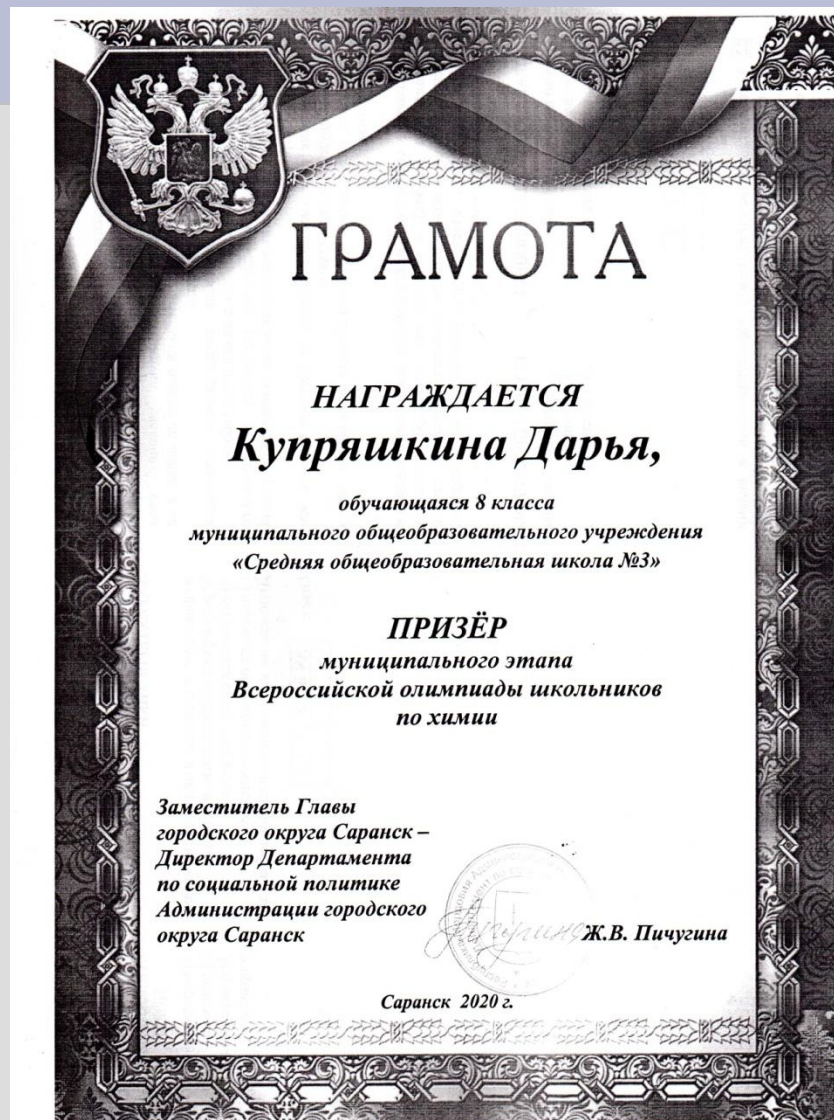 ГРАМОТА
НАГРАЖДАЕТСЯ
Купряшкина Дарья,
обучающаяся 8 класса
муниципального общеобразовательного учреждения
«Средняя общеобразовательная школа №3»
ПРИЗЁР
муниципального этапа
Всероссийской олимпиады школьников
по химии
Заместитель Главы
городского округа Саранск –
Директор Департамента
по социальной политике
Администрации городского
округа Саранск
Ж.В. Пичугина
Саранск 2020 г.